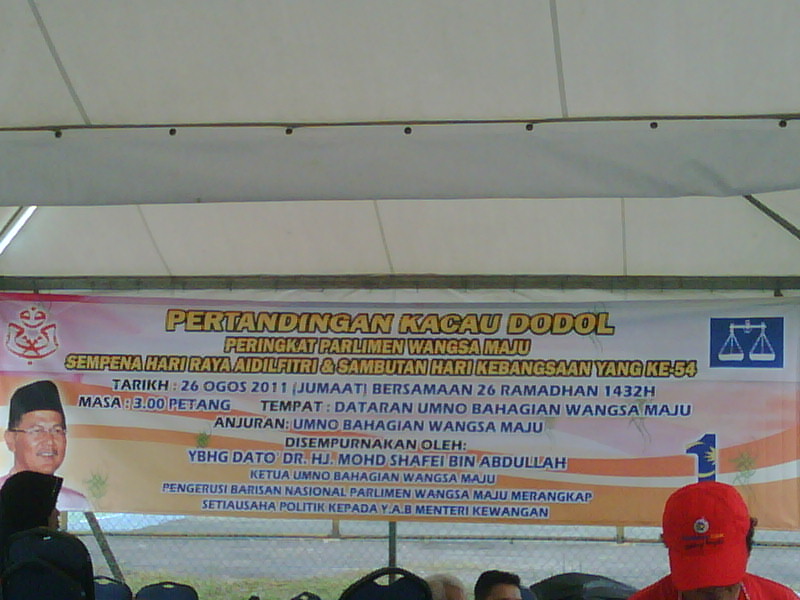 PERTANDINGAN KACAU DODOL
PERINGKAT PARLIMEN WANGSA MAJU
SEMPENA HARI RAYA AIDILFITRI & SAMBUTAN HARI KEBANGSAAN YANG KE-54
TARIKH : 26 OGOS 2011 (JUMAAT) BERSAMAAN 26 RAMADHAN 1432H
MASA : 3.00 PETANG TEMPAT : DATARAN UMNO BAHAGIAN WANGSA MAJU
ANJURAN: UMNO BAHAGIAN WANGSA MAJU
DISEMPURNAKAN OLEH:
YBHG DATO' DR. HJ. MOHD SHAFEI BIN ABDULLAH
KETUA UMNO BAHAGIAN WANGSA MAJU
PENGERUSI BARISAN NASIONAL PARLIMEN WANGSA MAJU MERANGKAP
SETIAUSAHA POLITIK KEPADA Y.A.B MENTERI KEWANGAN
1